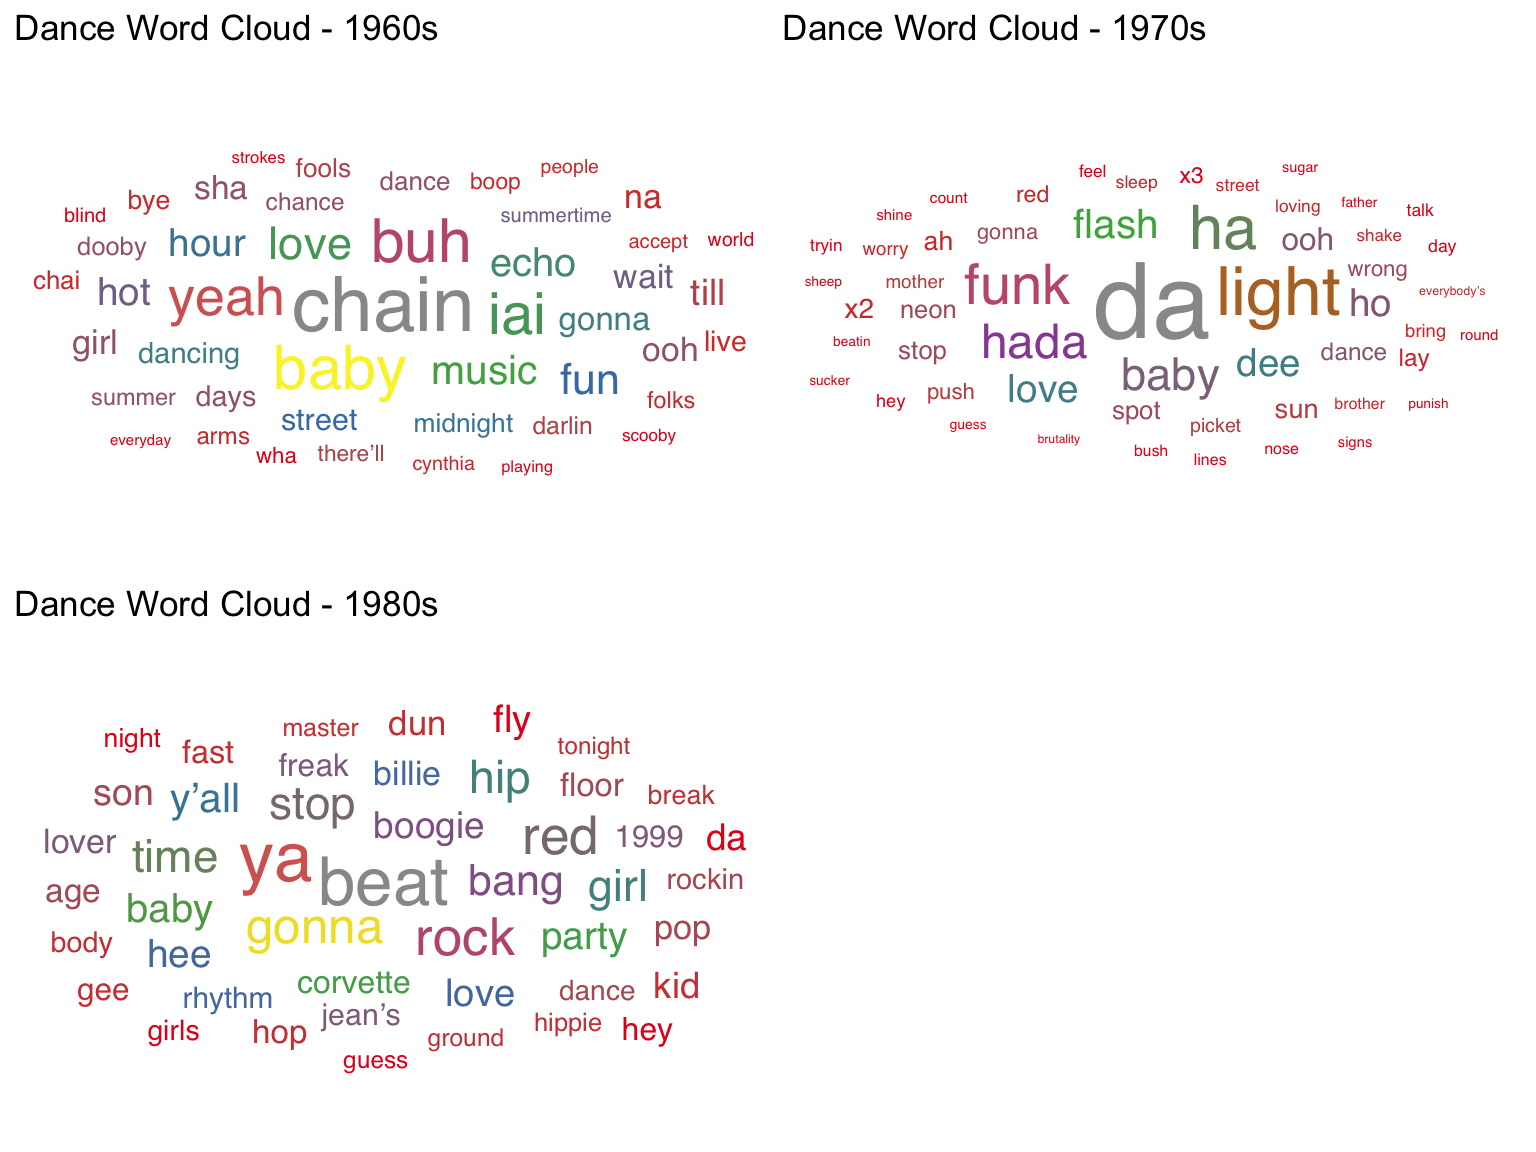 Dance Word Cloud - 1960s
strokes fools people
sha dance boop
bye chance na
blind summertime
dooby hour love buh accept world
chai hot echo wait
yeah chain iai gonna till
girl dancing ooh live
baby music fun
summer days folks
street midnight darlin
everyday arms scooby
wha there'll cynthia playing
Dance Word Cloud - 1970s
feel sleep x3 street sugar
count red loving father
shine gonna flash ha talk
tryin worry ah ooh shake day
sheep mother funk da light wrong everybody's
x2 neon ho
beatin stop hada dance bring round
sucker love baby dee lay
hey push spot sun brother punish
guess picket
brutality bush lines nose signs
Dance Word Cloud - 1980s
night master dun fly
fast freak billie hip tonight
son y'all stop floor break
lover boogie red 1999 da
time ya beat bang girl rockin
age baby
body gonna rock party pop
hee corvette
gee rhythm jean's love dance kid
girls hop ground hippie hey
guess